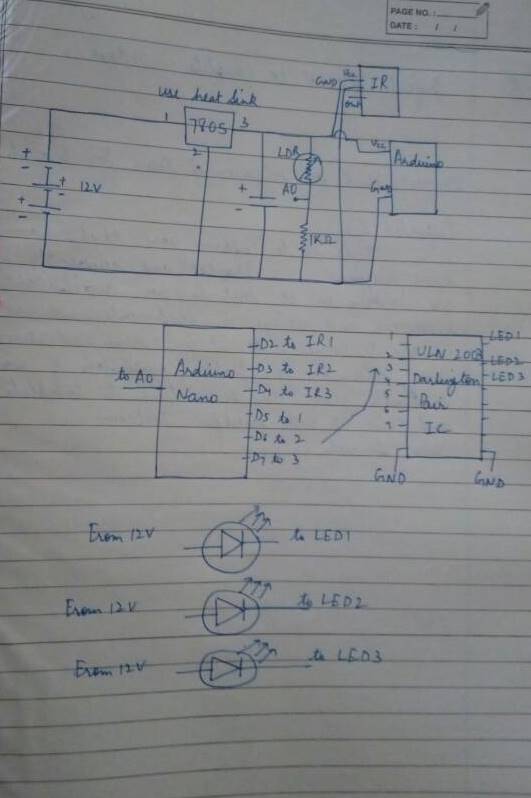 PAGE NO.:
DATE: / /
use heat sink
1 7805 3
2
GND Vcc IR
OUT
+ -
+ -
+ -
12V
LDR
A0
+
-
1KΩ
Vcc Arduino
GND
to A0
Arduino
Nano
D2 to IR1
D3 to IR2
D4 to IR3
D5 to 1
D6 to 2
D7 to 3
1
2
3
4
5
6
7
ULN 2003
Darlington
Pair
IC
LED1
LED2
LED3
GND
GND
From 12V to LED1
From 12V to LED2
From 12V to LED3